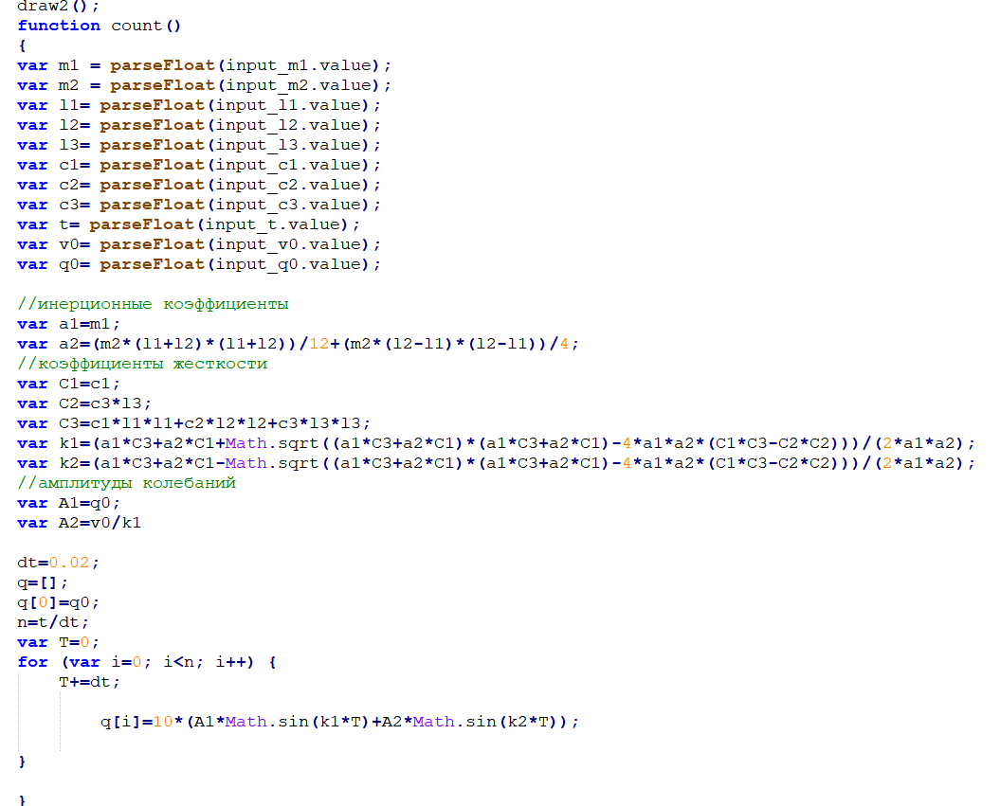 draw2();
function count()
{
var m1 = parseFloat(input_m1.value);
var m2 = parseFloat(input_m2.value);
var l1= parseFloat(input_l1.value);
var l2= parseFloat(input_l2.value);
var l3= parseFloat(input_l3.value);
var c1= parseFloat(input_c1.value);
var c2= parseFloat(input_c2.value);
var c3= parseFloat(input_c3.value);
var t= parseFloat(input_t.value);
var v0= parseFloat(input_v0.value);
var q0= parseFloat(input_q0.value);
//инерционные коэффициенты
var a1=m1;
var a2=(m2*(l1+l2)*(l1+l2))/12+(m2*(l2-l1)*(l2-l1))/4;
//коэффициенты жесткости
var C1=c1;
var C2=c3*l3;
var C3=c1*l1*l1+c2*l2*l2+c3*l3*l3;
var k1=(a1*C3+a2*C1+Math.sqrt((a1*C3+a2*C1)*(a1*C3+a2*C1)-4*a1*a2*(C1*C3-C2*C2)))/(2*a1*a2);
var k2=(a1*C3+a2*C1-Math.sqrt((a1*C3+a2*C1)*(a1*C3+a2*C1)-4*a1*a2*(C1*C3-C2*C2)))/(2*a1*a2);
//амплитуды колебаний
var A1=q0;
var A2=v0/k1
dt=0.02;
q=[];
q[0]=q0;
n=t/dt;
var T=0;
for (var i=0; i<n; i++) {
T+=dt;
q[i]=10*(A1*Math.sin(k1*T)+A2*Math.sin(k2*T));
}
}